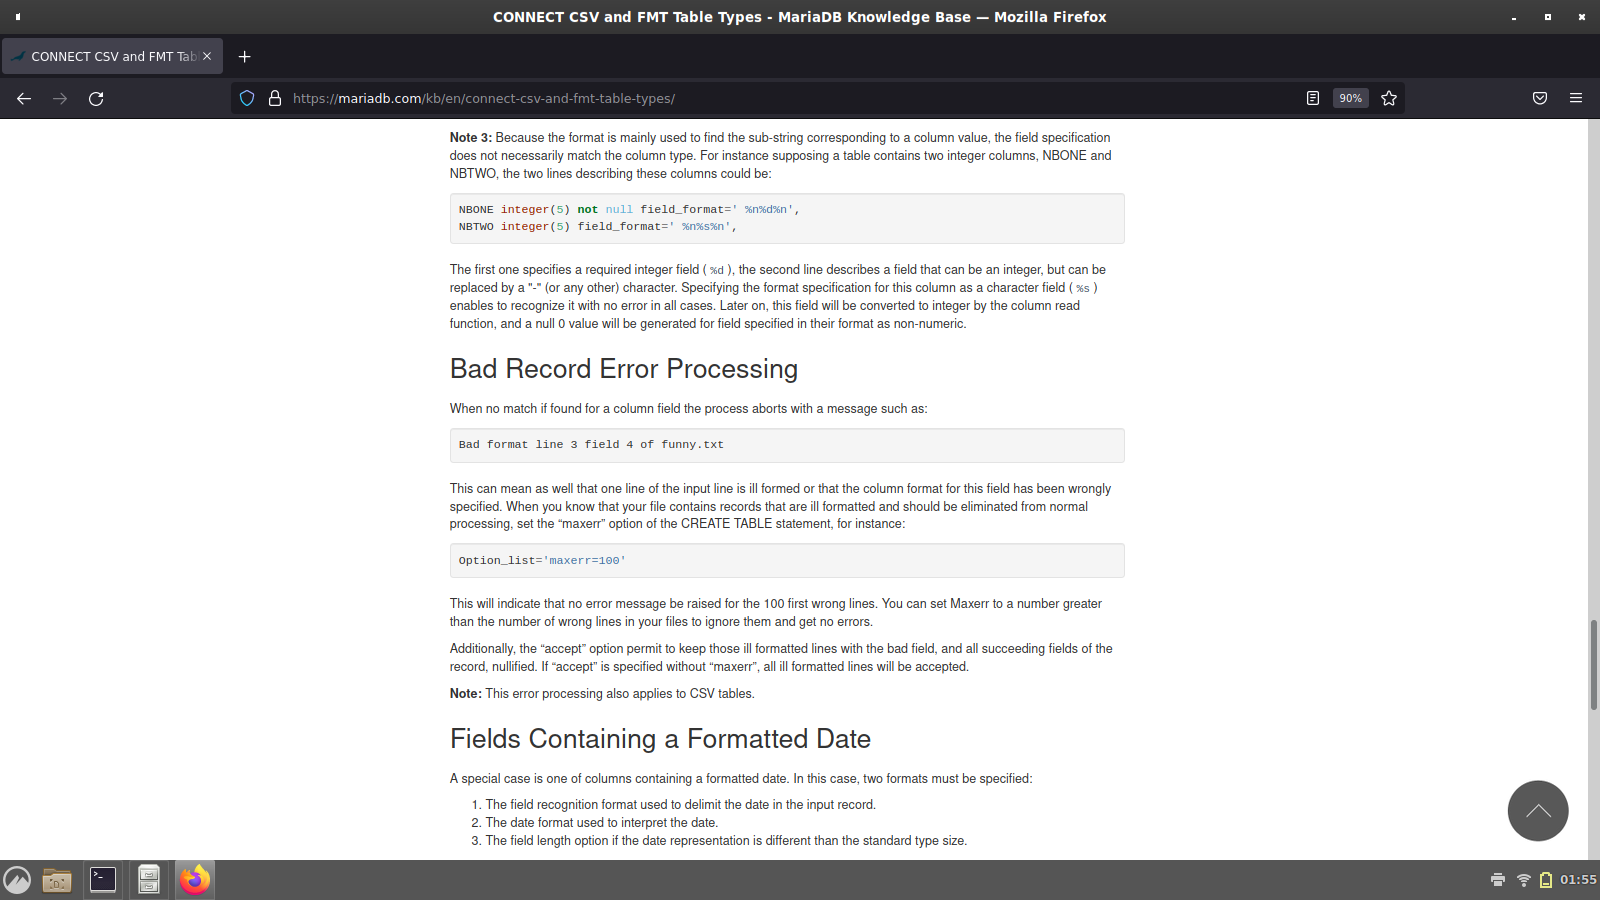 CONNECT CSV and FMT Table Types - MariaDB Knowledge Base — Mozilla Firefox
CONNECT CSV and FMT Tab
https://mariadb.com/kb/en/connect-csv-and-fmt-table-types/
90%
Note 3: Because the format is mainly used to find the sub-string corresponding to a column value, the field specification
does not necessarily match the column type. For instance supposing a table contains two integer columns, NBONE and
NBTWO, the two lines describing these columns could be:
NBONE integer(5) not null field_format=' %n%d%n',
NBTWO integer(5) field_format=' %n%s%n',
The first one specifies a required integer field ( %d ), the second line describes a field that can be an integer, but can be
replaced by a "-" (or any other) character. Specifying the format specification for this column as a character field ( %s )
enables to recognize it with no error in all cases. Later on, this field will be converted to integer by the column read
function, and a null 0 value will be generated for field specified in their format as non-numeric.
Bad Record Error Processing
When no match if found for a column field the process aborts with a message such as:
Bad format line 3 field 4 of funny.txt
This can mean as well that one line of the input line is ill formed or that the column format for this field has been wrongly
specified. When you know that your file contains records that are ill formatted and should be eliminated from normal
processing, set the “maxerr” option of the CREATE TABLE statement, for instance:
Option_list='maxerr=100'
This will indicate that no error message be raised for the 100 first wrong lines. You can set Maxerr to a number greater
than the number of wrong lines in your files to ignore them and get no errors.
Additionally, the “accept” option permit to keep those ill formatted lines with the bad field, and all succeeding fields of the
record, nullified. If “accept” is specified without “maxerr”, all ill formatted lines will be accepted.
Note: This error processing also applies to CSV tables.
Fields Containing a Formatted Date
A special case is one of columns containing a formatted date. In this case, two formats must be specified:
1. The field recognition format used to delimit the date in the input record.
2. The date format used to interpret the date.
3. The field length option if the date representation is different than the standard type size.
01:55